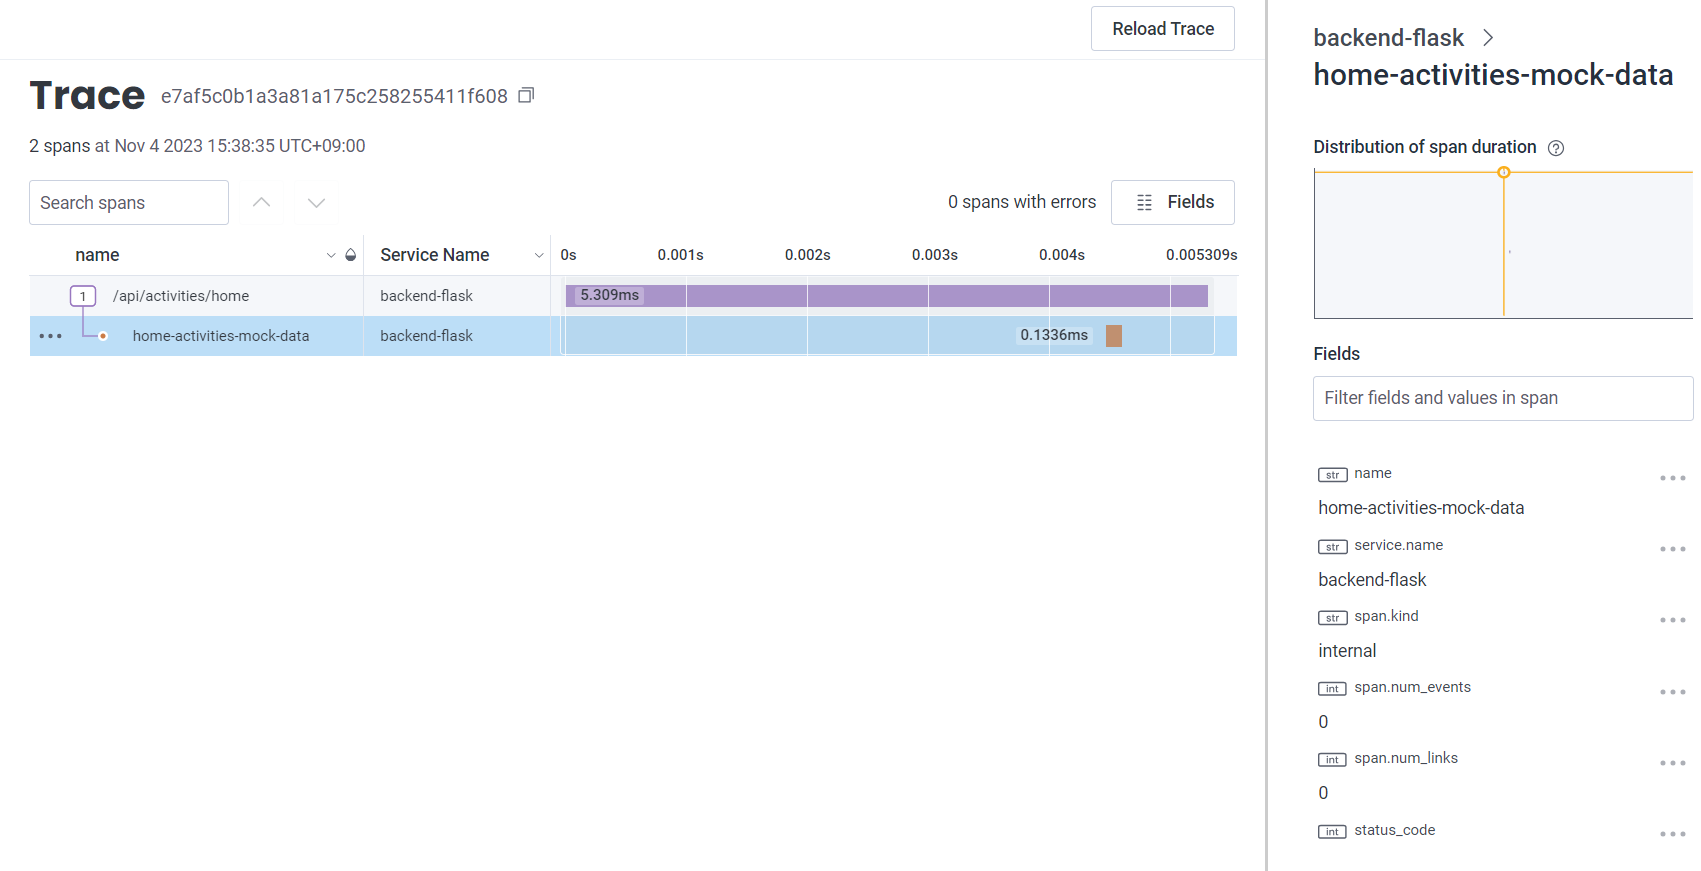 Reload Trace
Trace e7af5c0b1a3a81a175c258255411f608
2 spans at Nov 4 2023 15:38:35 UTC+09:00
Search spans
0 spans with errors
Fields
name Service Name 0s 0.001s 0.002s 0.003s 0.004s 0.005309s
1 /api/activities/home backend-flask 5.309ms
home-activities-mock-data backend-flask 0.1336ms
backend-flask
home-activities-mock-data
Distribution of span duration ?
Fields
Filter fields and values in span
str name
home-activities-mock-data
str service.name
backend-flask
str span.kind
internal
int span.num_events
0
int span.num_links
0
int status_code